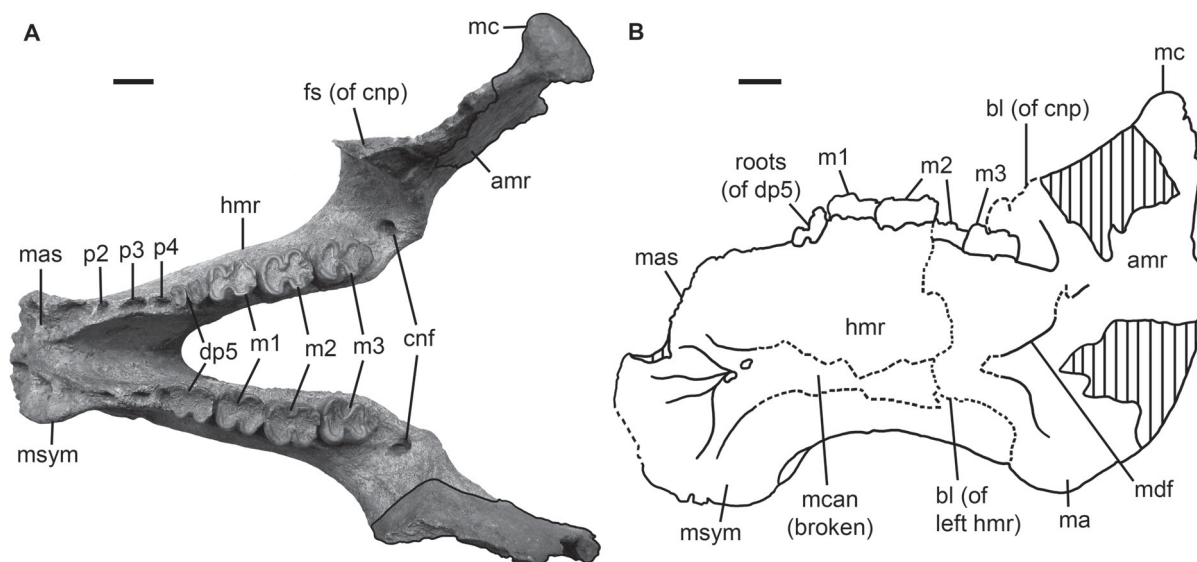 A
mc
fs (of cnp)
amr
hmr
mas
p2
p3
p4
dp5
m1
m2
m3
cnf
msym
B
mc
bl (of cnp)
roots
(of dp5)
m1
m2
m3
mas
amr
hmr
msym
mcan
(broken)
bl (of
left hmr)
ma
mdf